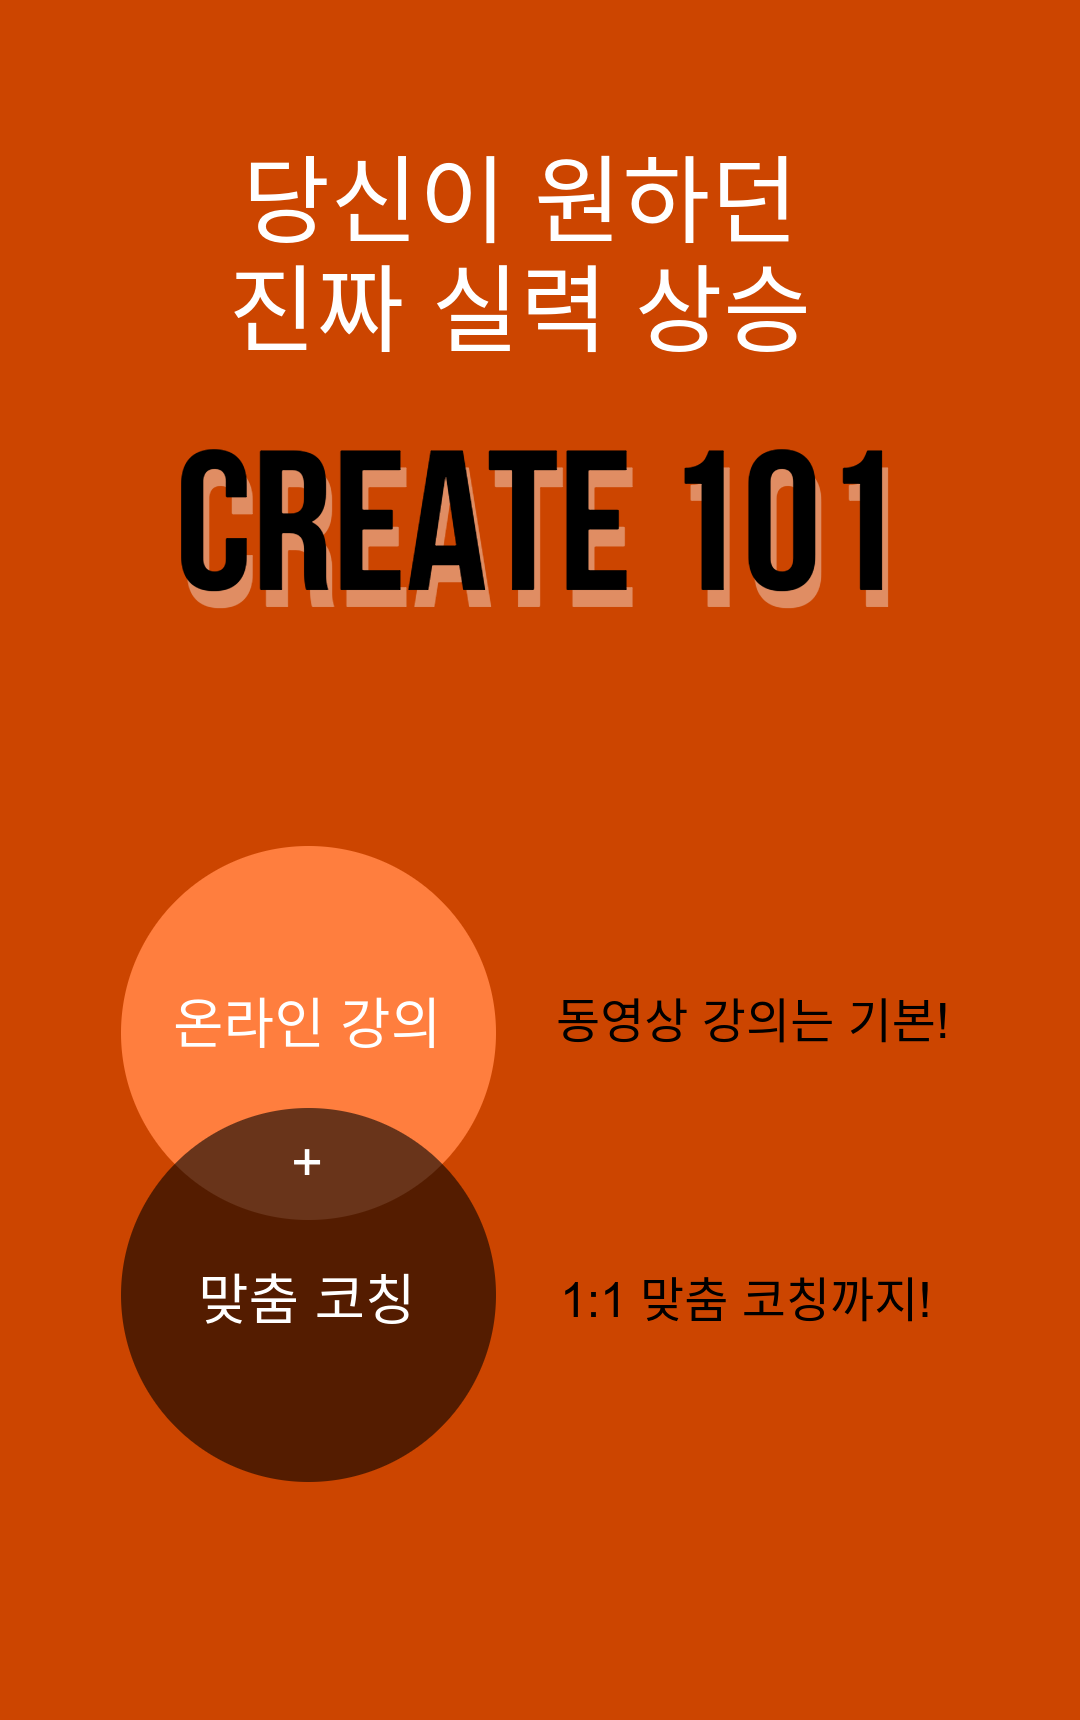 당신이 원하던
진짜 실력 상승
CREATE 101
온라인 강의
동영상 강의는 기본!
+
맞춤 코칭
1:1 맞춤 코칭까지!